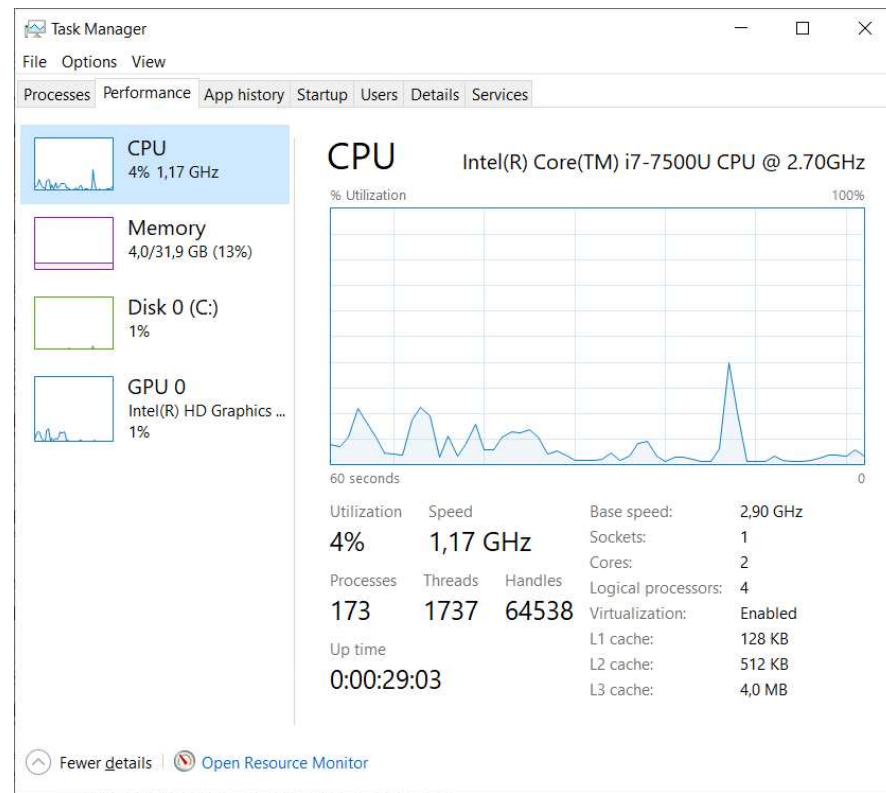 Task Manager
File Options View
Processes Performance App history Startup Users Details Services
CPU
4% 1,17 GHz
Memory
4,0/31,9 GB (13%)
Disk 0 (C:)
1%
GPU 0
Intel(R) HD Graphics ...
1%
CPU Intel(R) Core(TM) i7-7500U CPU @ 2.70GHz
% Utilization 100%
60 seconds 0
Utilization Speed
4% 1,17 GHz
Processes Threads Handles
173 1737 64538
Up time
0:00:29:03
Base speed: 2,90 GHz
Sockets: 1
Cores: 2
Logical processors: 4
Virtualization: Enabled
L1 cache: 128 KB
L2 cache: 512 KB
L3 cache: 4,0 MB
Fewer details Open Resource Monitor